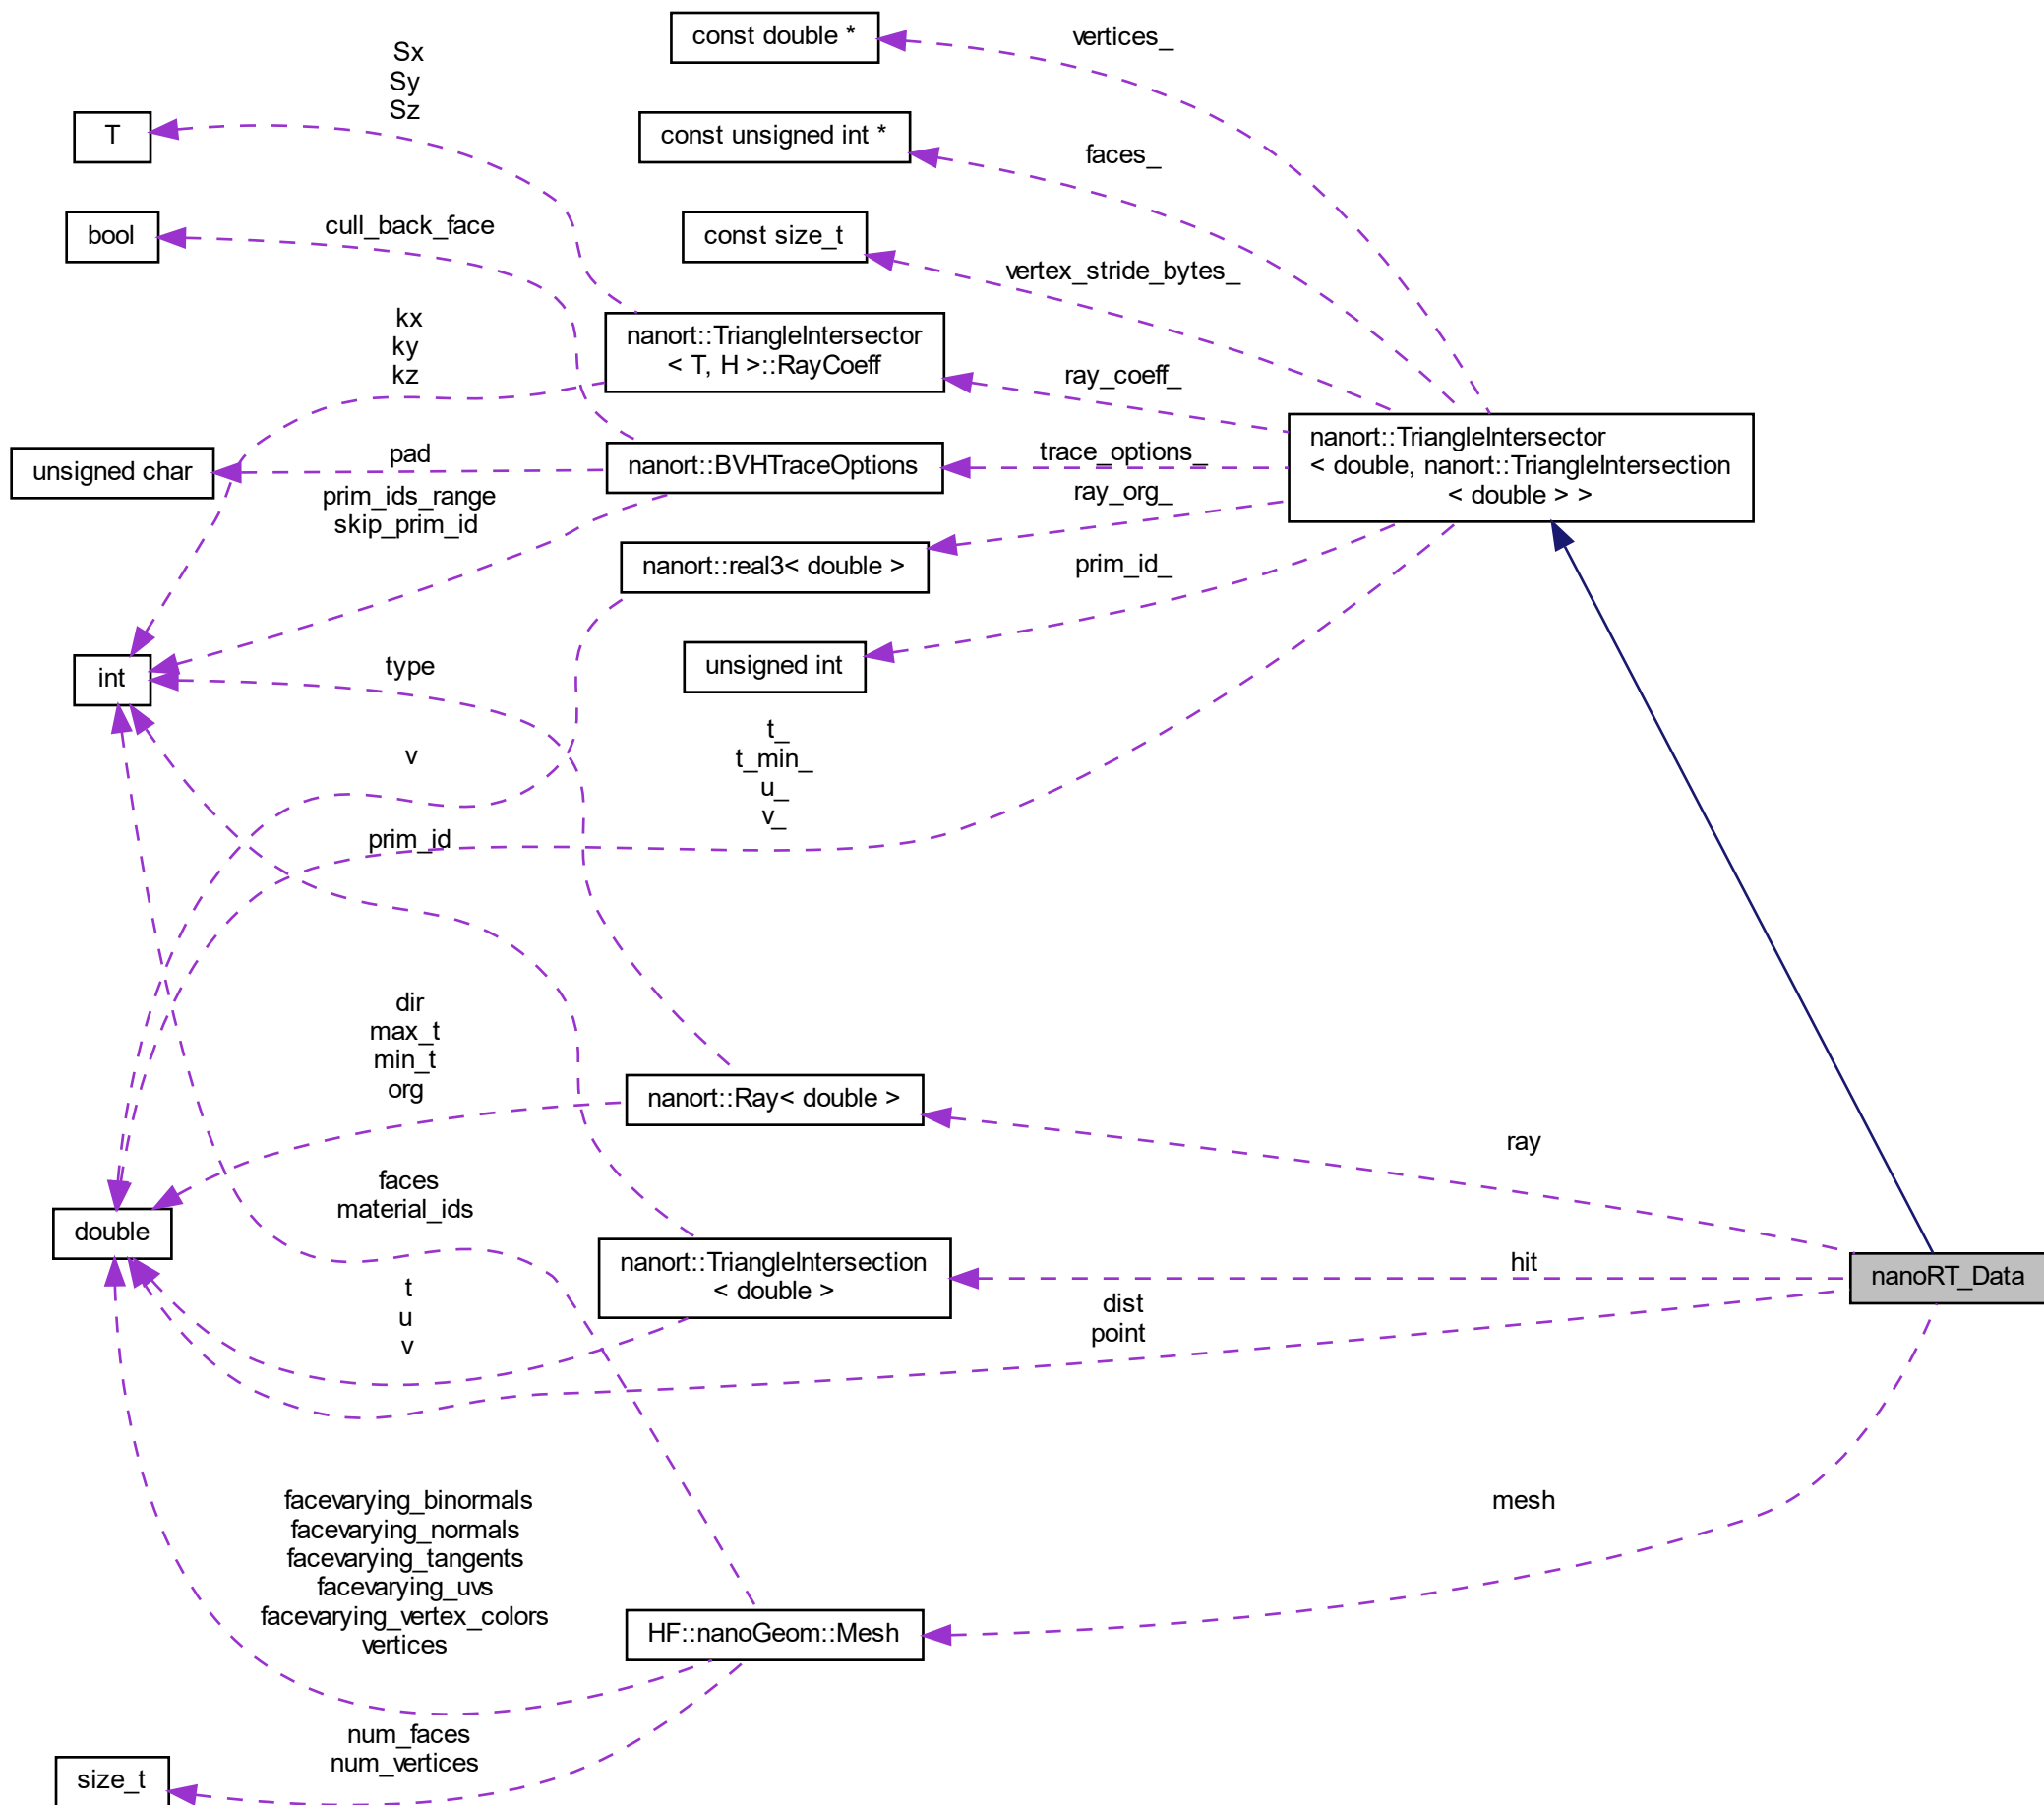 const double *
vertices_
Sx
Sy
Sz
T
const unsigned int *
faces_
bool
cull_back_face
const size_t
vertex_stride_bytes_
kx
ky
kz
nanort::TriangleIntersector
< T, H >::RayCoeff
ray_coeff_
unsigned char
pad
nanort::BVHTraceOptions
trace_options_
nanort::TriangleIntersector
< double, nanort::TriangleIntersection
< double > >
prim_ids_range
skip_prim_id
ray_org_
nanort::real3< double >
prim_id_
int
type
unsigned int
v
t_
t_min_
u_
v_
prim_id
dir
max_t
min_t
org
nanort::Ray< double >
ray
faces
material_ids
double
nanort::TriangleIntersection
< double >
hit
nanoRT_Data
t
u
v
dist
point
facevarying_binormals
facevarying_normals
facevarying_tangents
facevarying_uvs
facevarying_vertex_colors
vertices
mesh
HF::nanoGeom::Mesh
num_faces
num_vertices
size_t